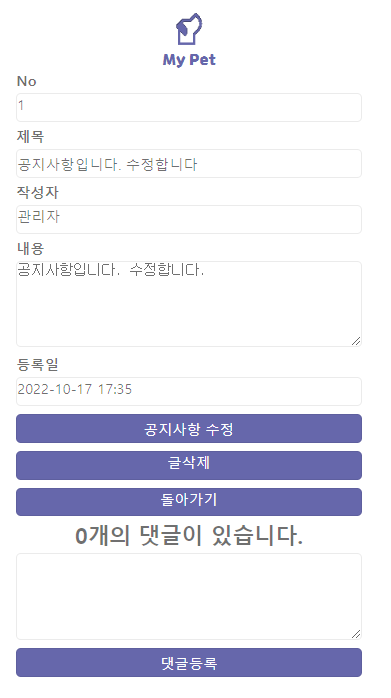 My Pet
No
1
제목
공지사항입니다. 수정합니다
작성자
관리자
내용
공지사항입니다. 수정합니다.
등록일
2022-10-17 17:35
공지사항 수정
글삭제
돌아가기
0개의 댓글이 있습니다.
댓글등록